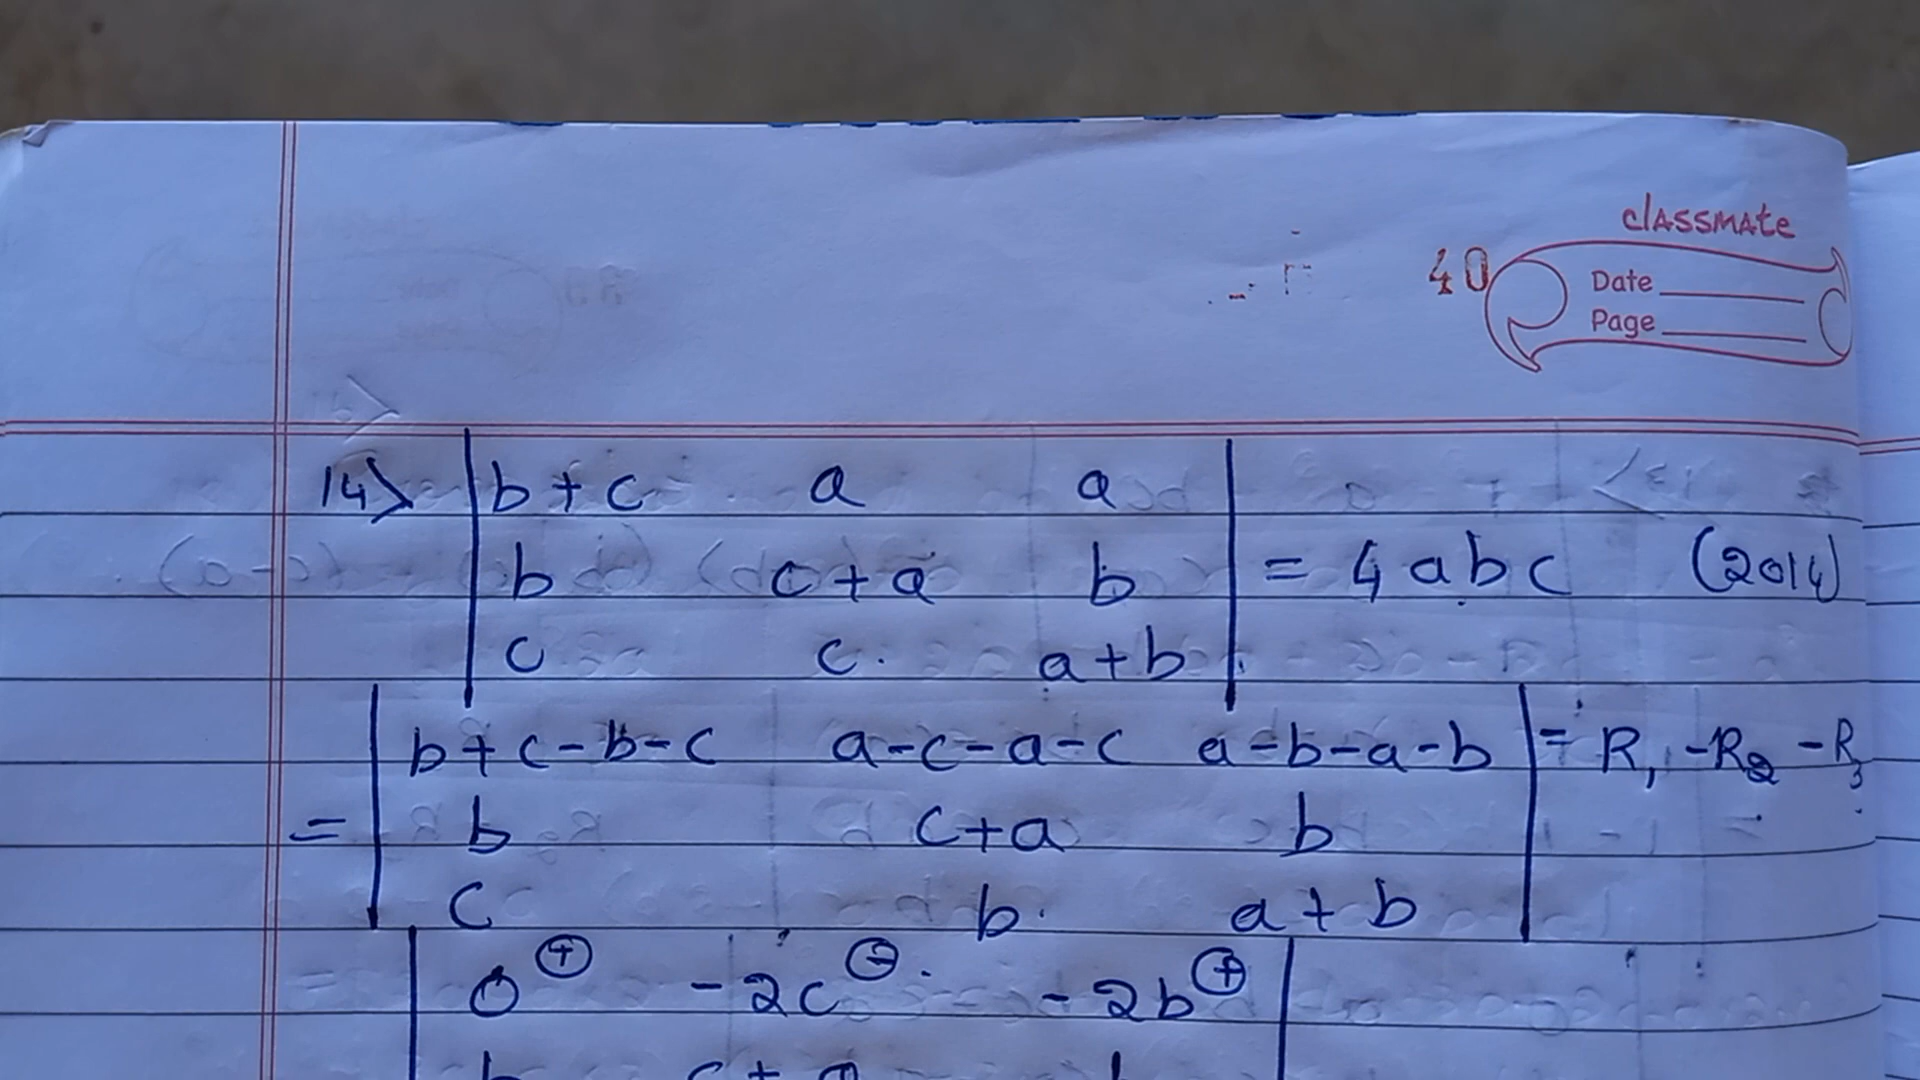 classmate
40
Date
Page
14> | b+c a a |
| b c+a b | = 4abc (2014)
| c c. a+b |
| b+c-b-c a-c-a-c a-b-a-b | = R₁ -R₂ -R₃
= | b c+a b |
| c b. a+b |
| 0 ⊕ -2c ⊖. -2b ⊕ |
| b c+a b |